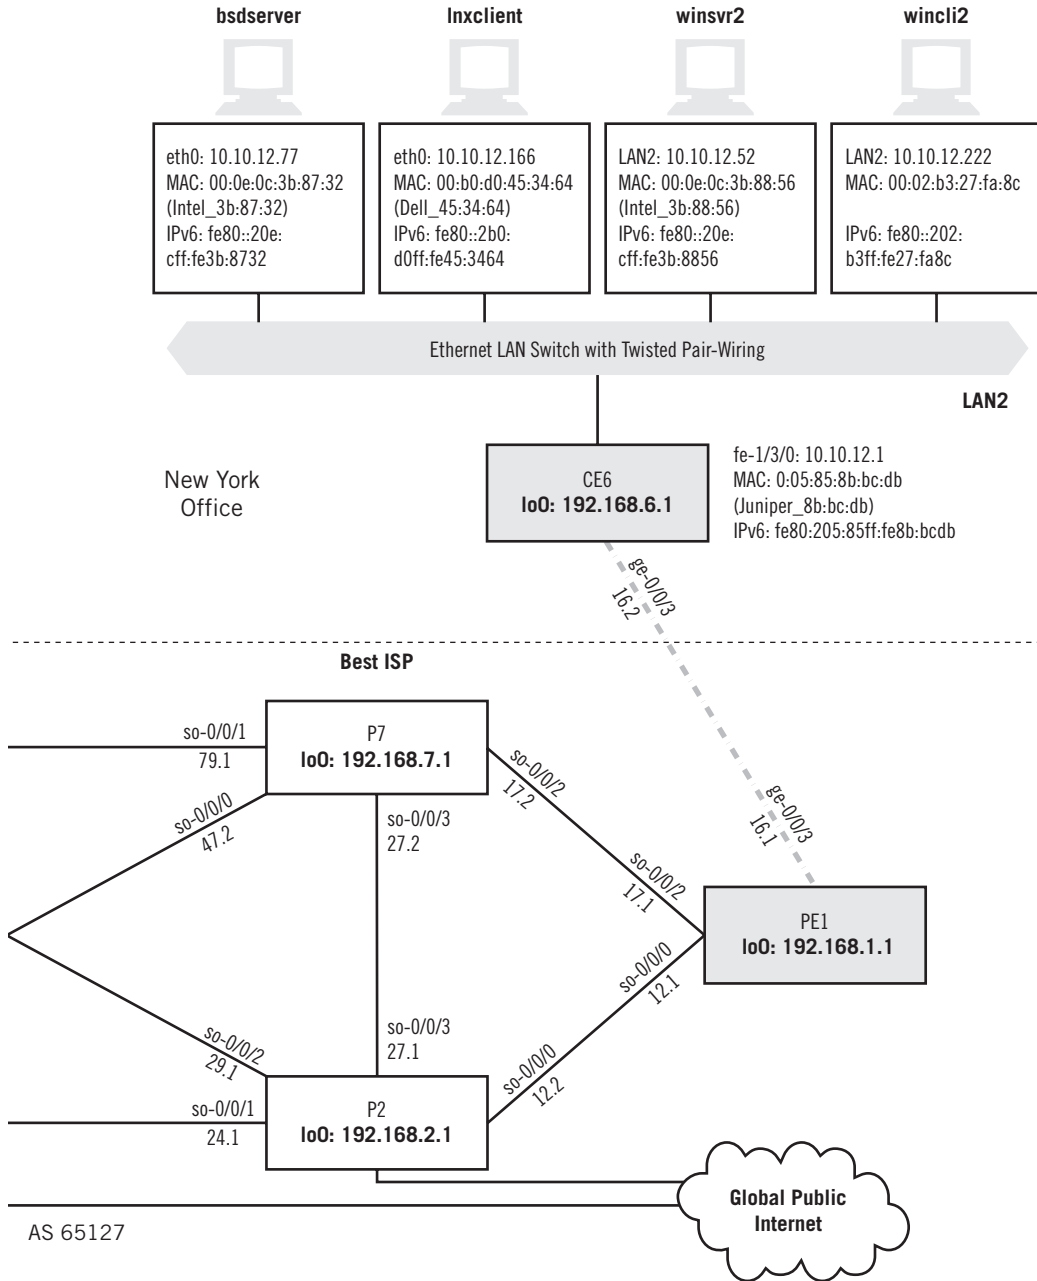 bsdserver
lnxclient
winsvr2
wincli2
eth0: 10.10.12.77
MAC: 00:0e:0c:3b:87:32
(Intel_3b:87:32)
IPv6: fe80::20e:
cff:fe3b:8732
eth0: 10.10.12.166
MAC: 00:b0:d0:45:34:64
(Dell_45:34:64)
IPv6: fe80::2b0:
d0ff:fe45:3464
LAN2: 10.10.12.52
MAC: 00:0e:0c:3b:88:56
(Intel_3b:88:56)
IPv6: fe80::20e:
cff:fe3b:8856
LAN2: 10.10.12.222
MAC: 00:02:b3:27:fa:8c
IPv6: fe80::202:
b3ff:fe27:fa8c
Ethernet LAN Switch with Twisted Pair-Wiring
LAN2
New York
Office
CE6
lo0: 192.168.6.1
fe-1/3/0: 10.10.12.1
MAC: 0:05:85:8b:bc:db
(Juniper_8b:bc:db)
IPv6: fe80:205:85ff:fe8b:bcdb
ge-0/0/3
16.2
Best ISP
so-0/0/1
79.1
P7
lo0: 192.168.7.1
so-0/0/2
17.2
so-0/0/0
47.2
so-0/0/3
27.2
ge-0/0/3
16.1
so-0/0/2
17.1
PE1
lo0: 192.168.1.1
so-0/0/0
12.1
so-0/0/3
27.1
so-0/0/2
29.1
so-0/0/0
12.2
so-0/0/1
24.1
P2
lo0: 192.168.2.1
Global Public
Internet
AS 65127